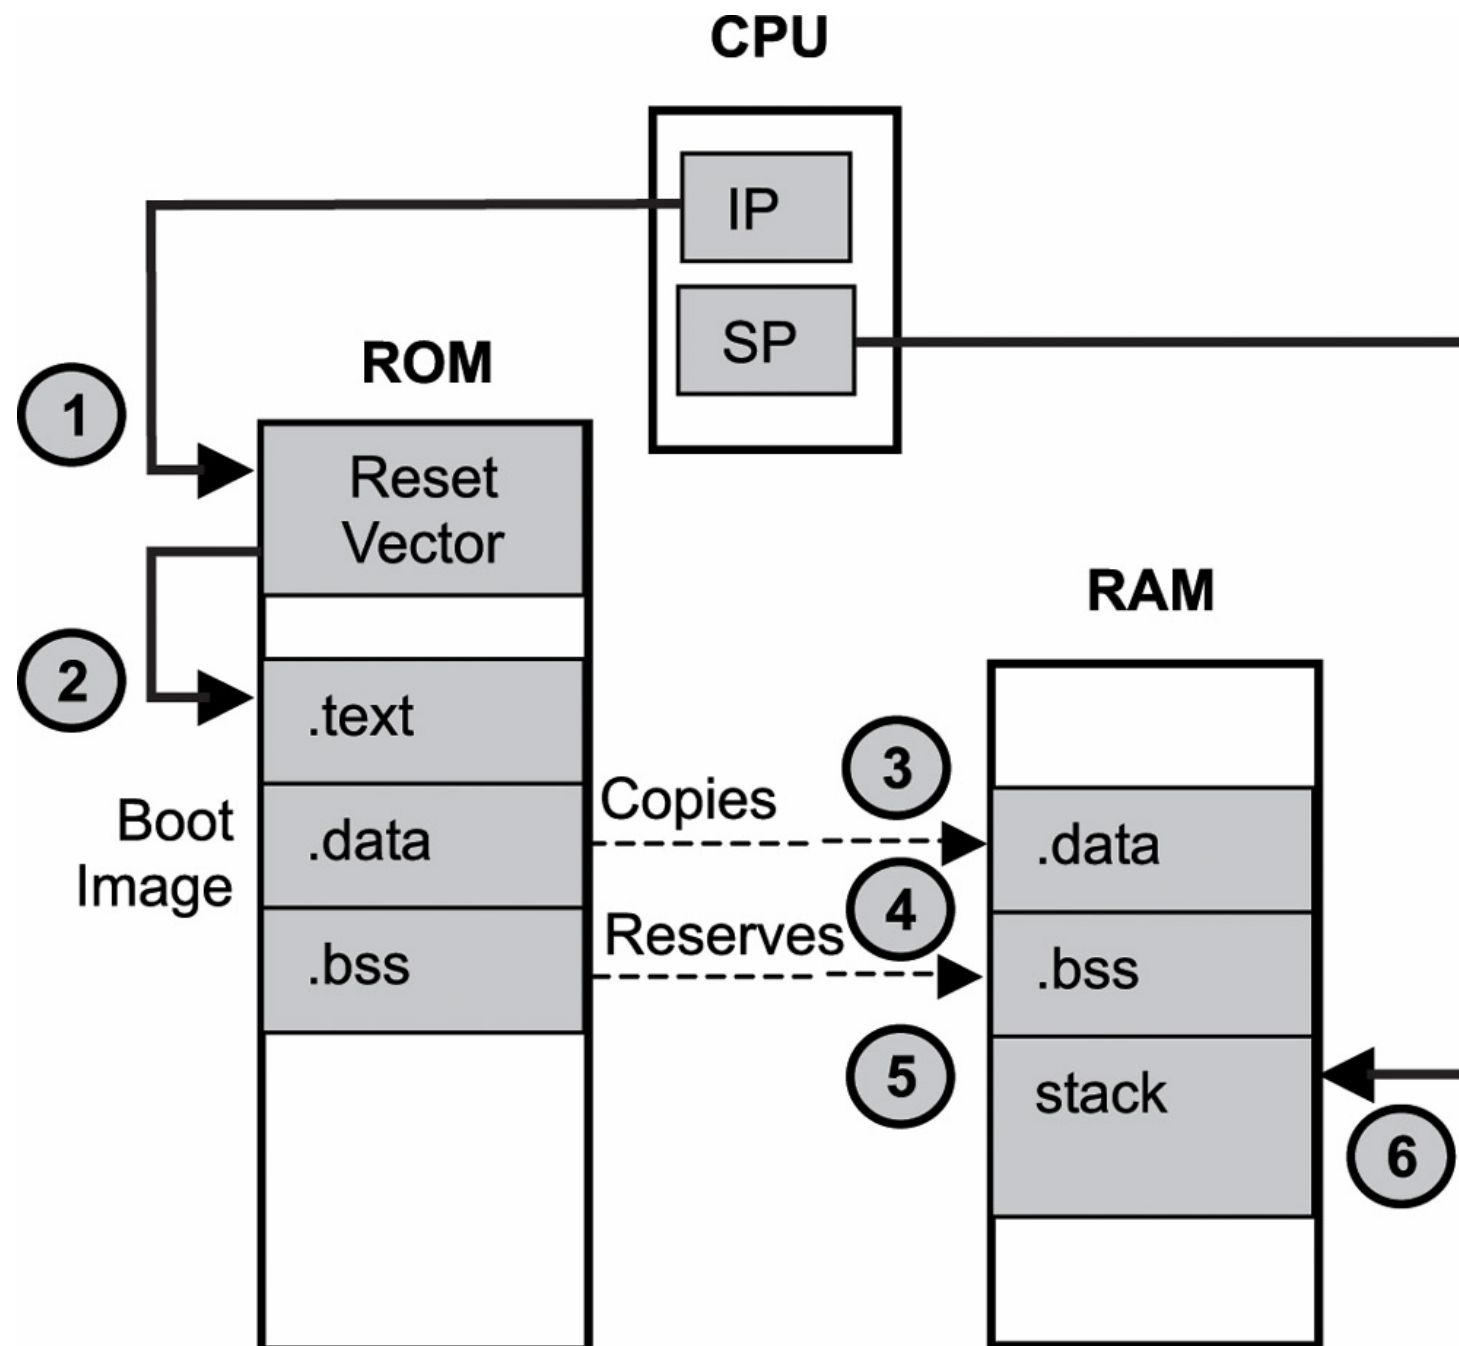 CPU
IP
SP
ROM
1
Reset
Vector
2
.text
Boot
Image
.data
.bss
Copies
3
Reserves
4
5
RAM
.data
.bss
stack
6